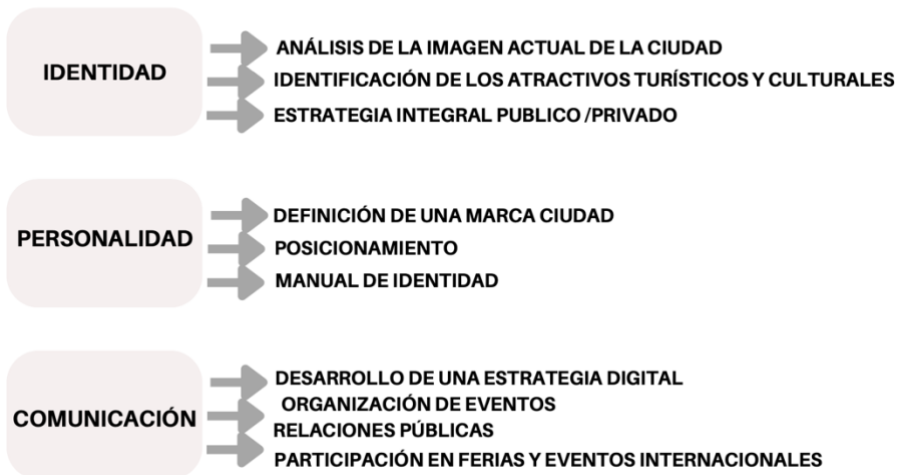 IDENTIDAD
ANÁLISIS DE LA IMAGEN ACTUAL DE LA CIUDAD
IDENTIFICACIÓN DE LOS ATRACTIVOS TURÍSTICOS Y CULTURALES
ESTRATEGIA INTEGRAL PUBLICO /PRIVADO
PERSONALIDAD
DEFINICIÓN DE UNA MARCA CIUDAD
POSICIONAMIENTO
MANUAL DE IDENTIDAD
COMUNICACIÓN
DESARROLLO DE UNA ESTRATEGIA DIGITAL
ORGANIZACIÓN DE EVENTOS
RELACIONES PÚBLICAS
PARTICIPACIÓN EN FERIAS Y EVENTOS INTERNACIONALES